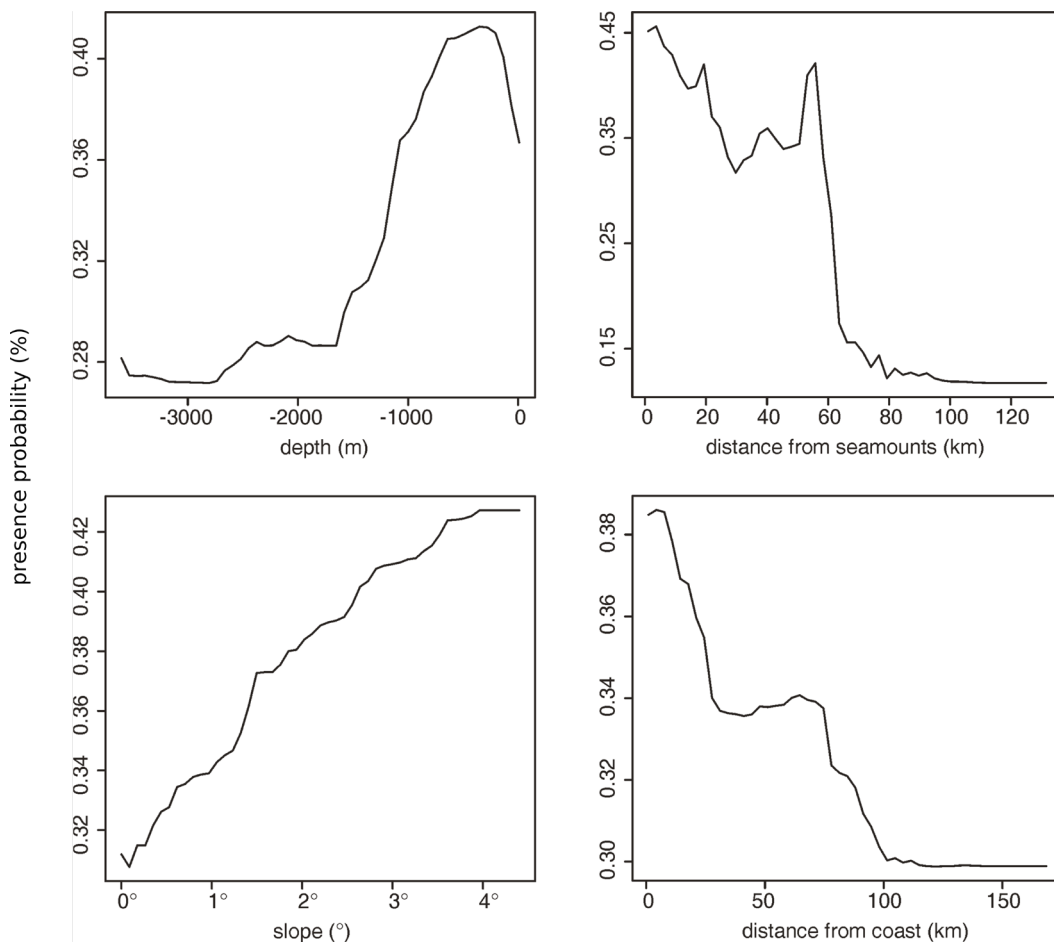 presence probability (%)
0.40
0.36
0.32
0.28
-3000 -2000 -1000 0
depth (m)
0.45
0.35
0.25
0.15
0 20 40 60 80 100 120
distance from seamounts (km)
0.42
0.40
0.38
0.36
0.34
0.32
0° 1° 2° 3° 4°
slope (°)
0.38
0.36
0.34
0.32
0.30
0 50 100 150
distance from coast (km)